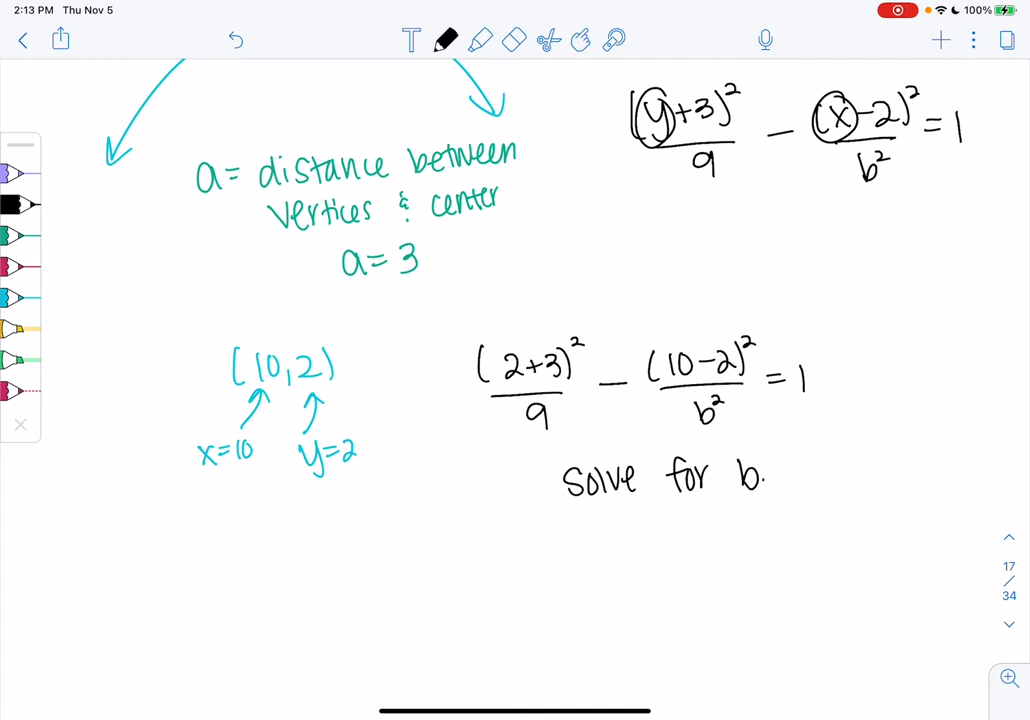 2:13 PM Thu Nov 5
100%
(y+3)²/9 − (x-2)²/b² = 1
a = distance between
vertices & center
a = 3
(10, 2)
x=10 y=2
(2+3)²/9 − (10-2)²/b² = 1
solve for b.
17
/
34